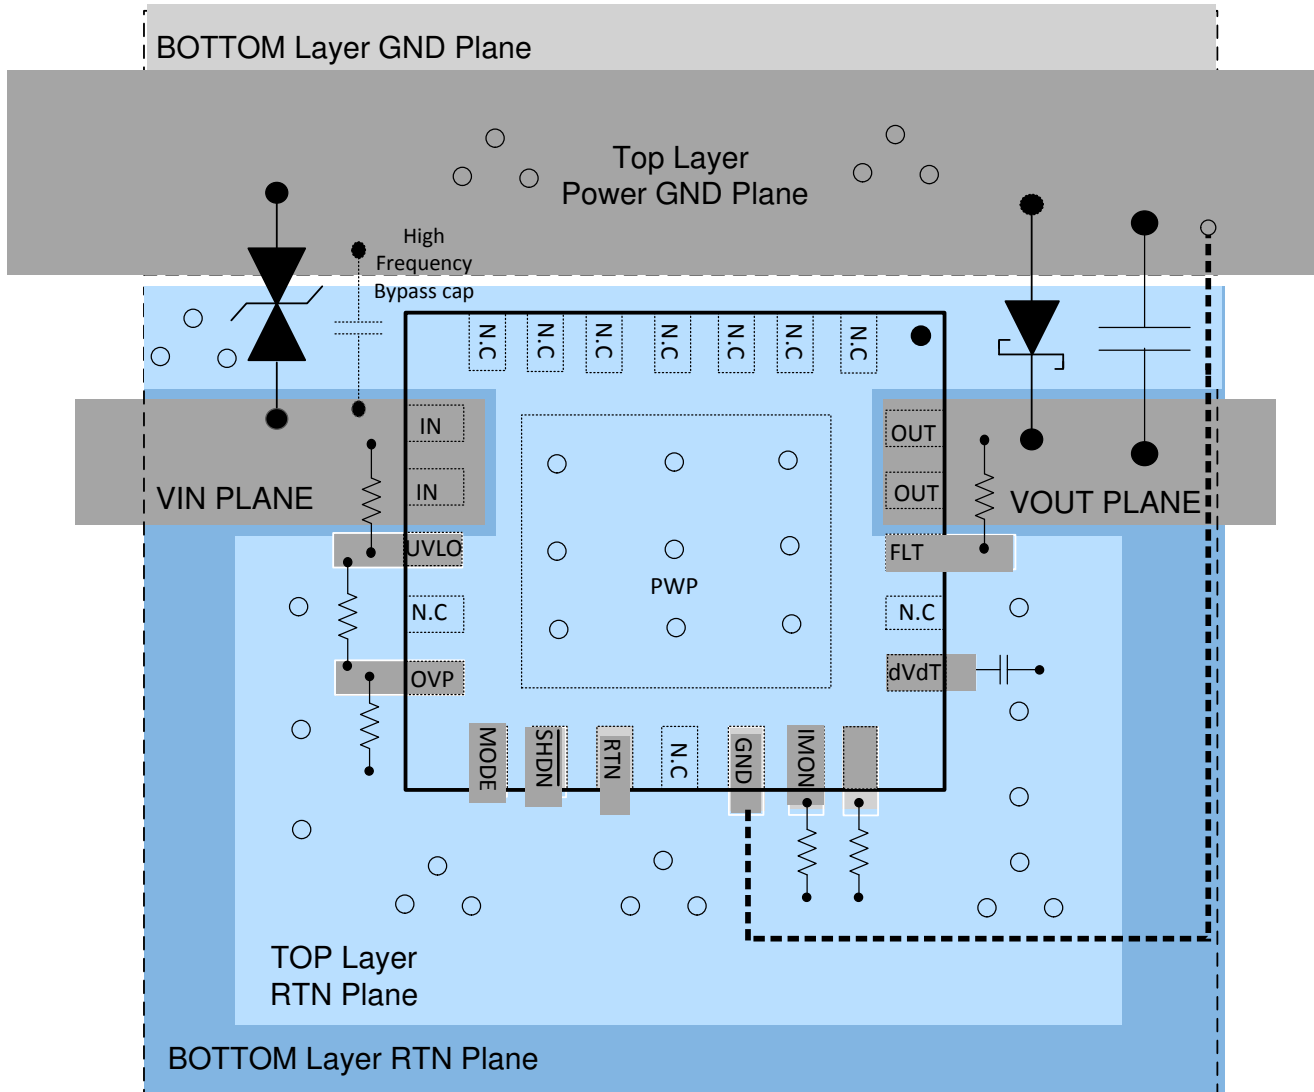 BOTTOM Layer GND Plane
Top Layer
Power GND Plane
High
Frequency
Bypass cap
N.C
N.C
N.C
N.C
N.C
N.C
N.C
IN
OUT
IN
OUT
VIN PLANE
VOUT PLANE
UVLO
FLT
PWP
N.C
N.C
OVP
dVdT
MODE
SHDN
RTN
N.C
GND
IMON
TOP Layer
RTN Plane
BOTTOM Layer RTN Plane